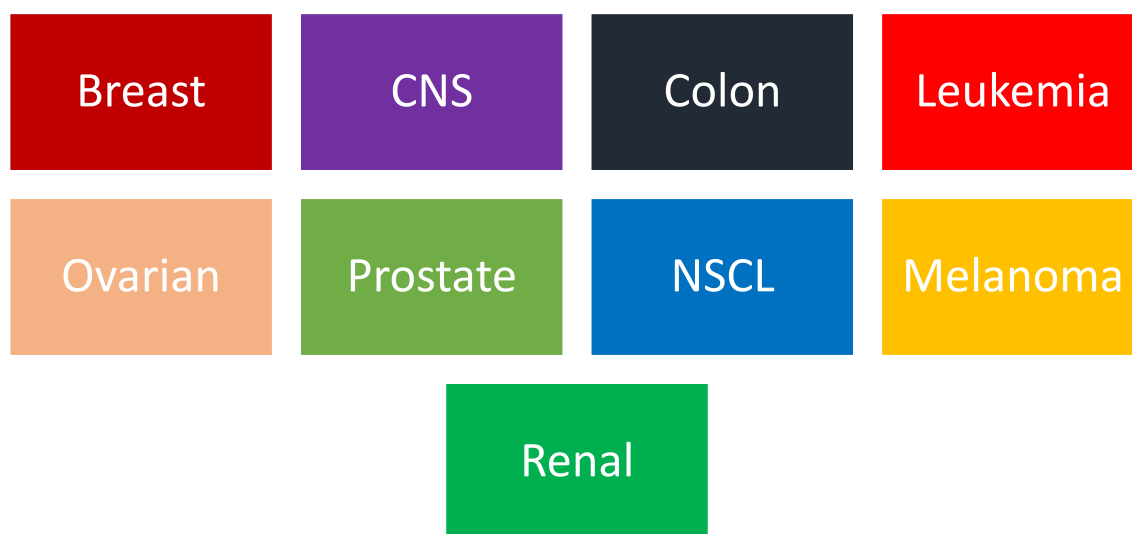 Breast
CNS
Colon
Leukemia
Ovarian
Prostate
NSCL
Melanoma
Renal